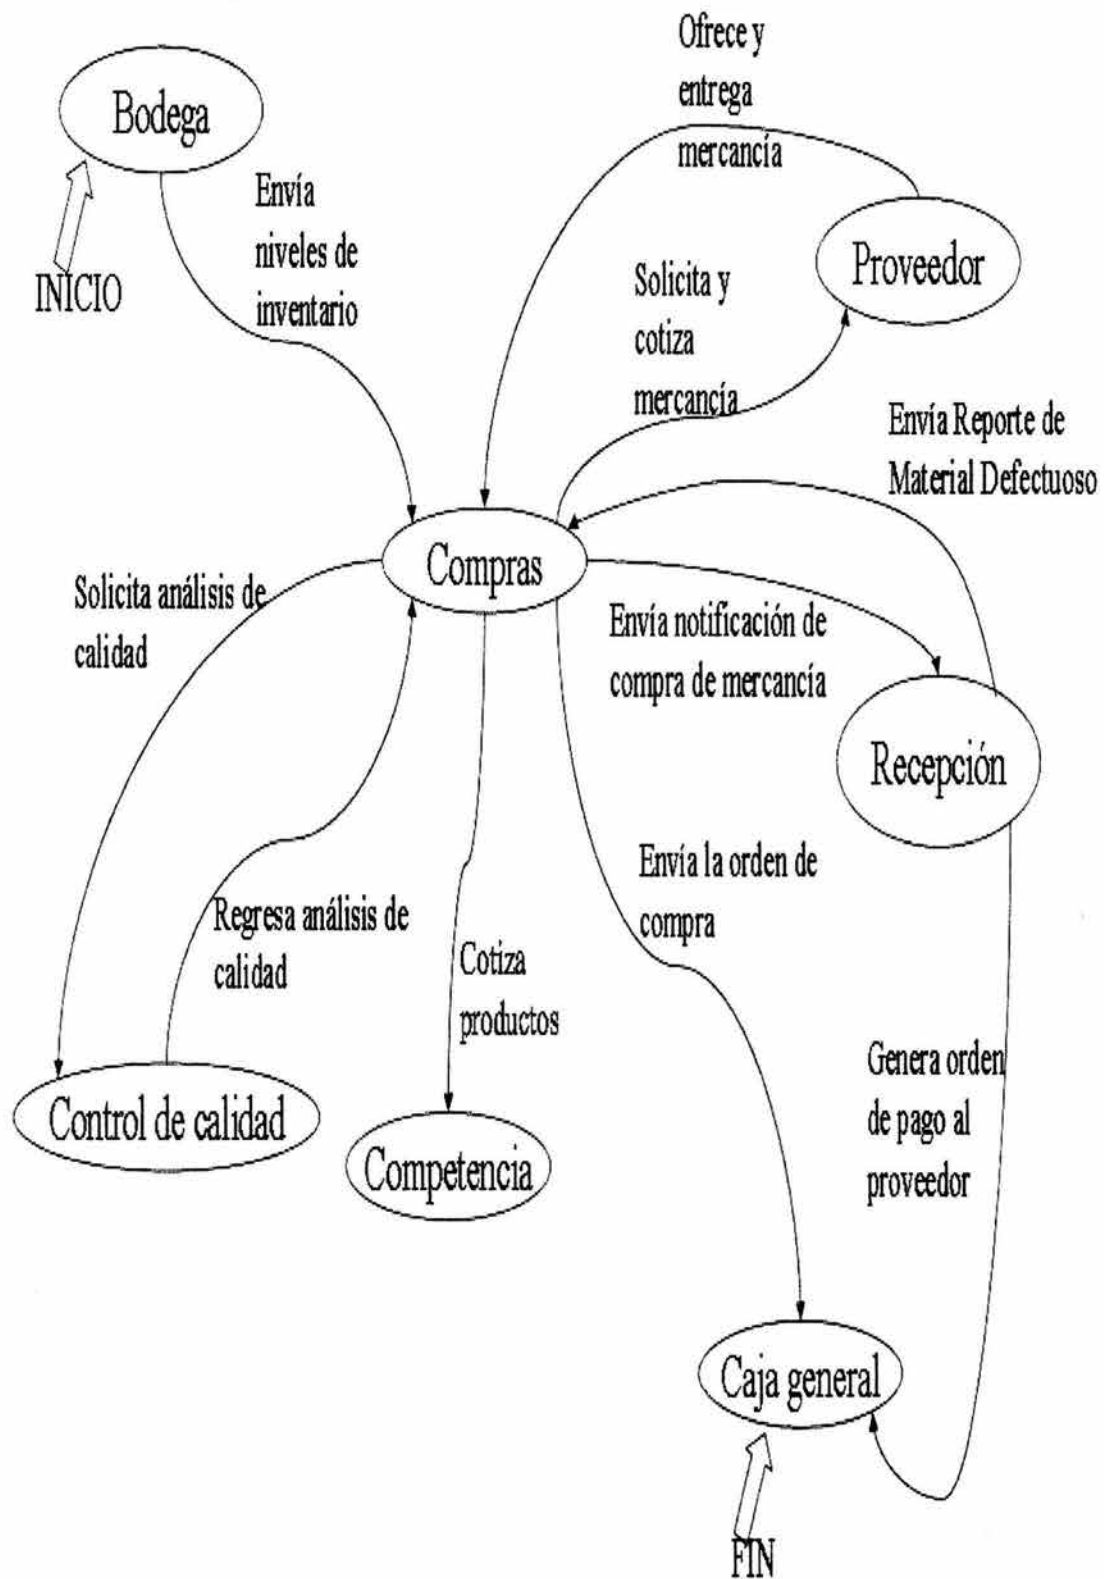 Ofrece y
entrega
mercancía
Bodega
Envía
niveles de
inventario
INICIO
Proveedor
Solicita y
cotiza
mercancía
Envía Reporte de
Material Defectuoso
Compras
Solicita análisis de
calidad
Envía notificación de
compra de mercancía
Recepción
Envía la orden de
compra
Regresa análisis de
calidad
Cotiza
productos
Genera orden
de pago al
proveedor
Control de calidad
Competencia
Caja general
FIN